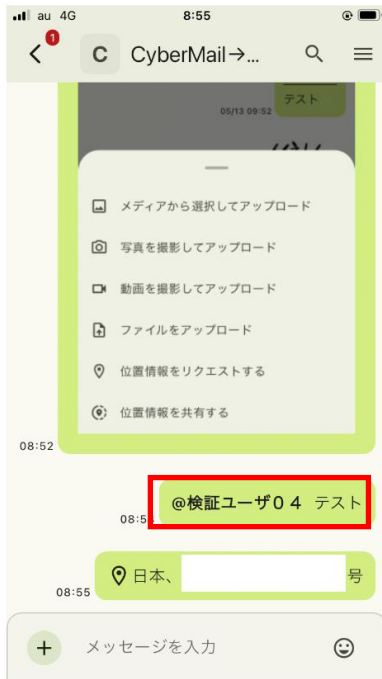 au 4G
8:55
1
C
CyberMail→...
テスト
05/13 09:52
メディアから選択してアップロード
写真を撮影してアップロード
動画を撮影してアップロード
ファイルをアップロード
位置情報をリクエストする
位置情報を共有する
08:52
@検証ユーザ04 テスト
日本、
号
08:55
メッセージを入力